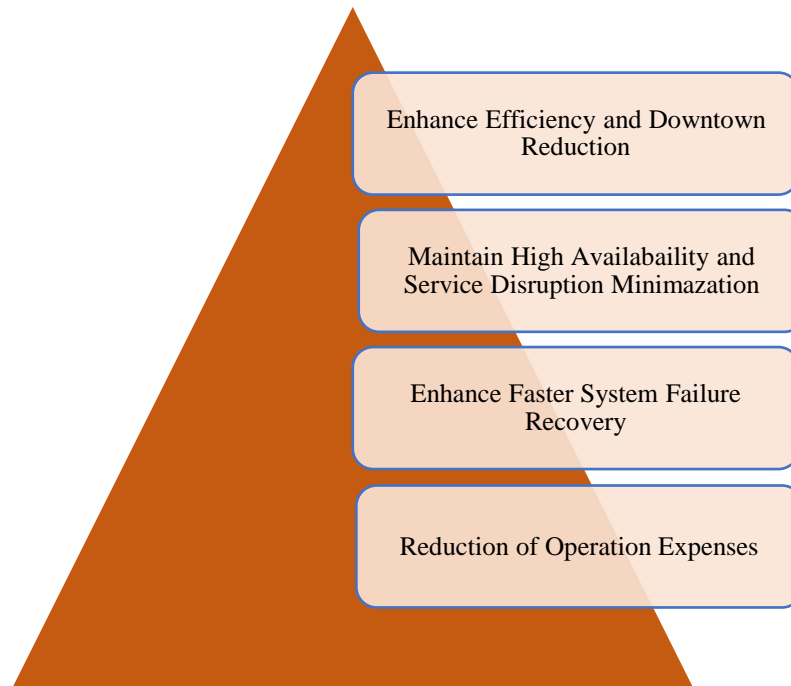 Enhance Efficiency and Downtown
Reduction
Maintain High Availabaility and
Service Disruption Minimazation
Enhance Faster System Failure
Recovery
Reduction of Operation Expenses